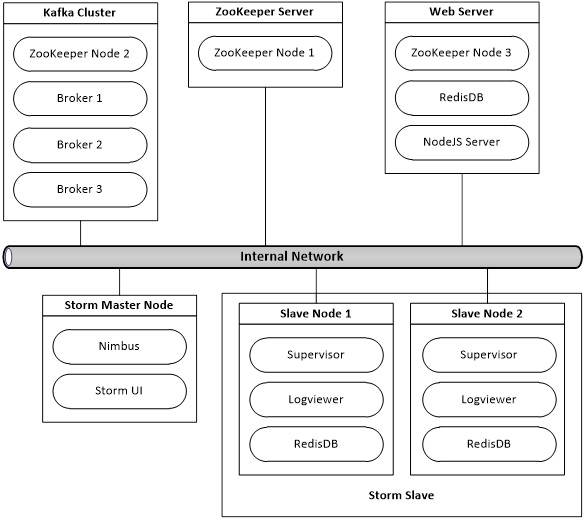 Kafka Cluster
ZooKeeper Node 2
Broker 1
Broker 2
Broker 3
ZooKeeper Server
ZooKeeper Node 1
Web Server
ZooKeeper Node 3
RedisDB
NodeJS Server
Internal Network
Storm Master Node
Nimbus
Storm UI
Slave Node 1
Supervisor
Logviewer
RedisDB
Slave Node 2
Supervisor
Logviewer
RedisDB
Storm Slave